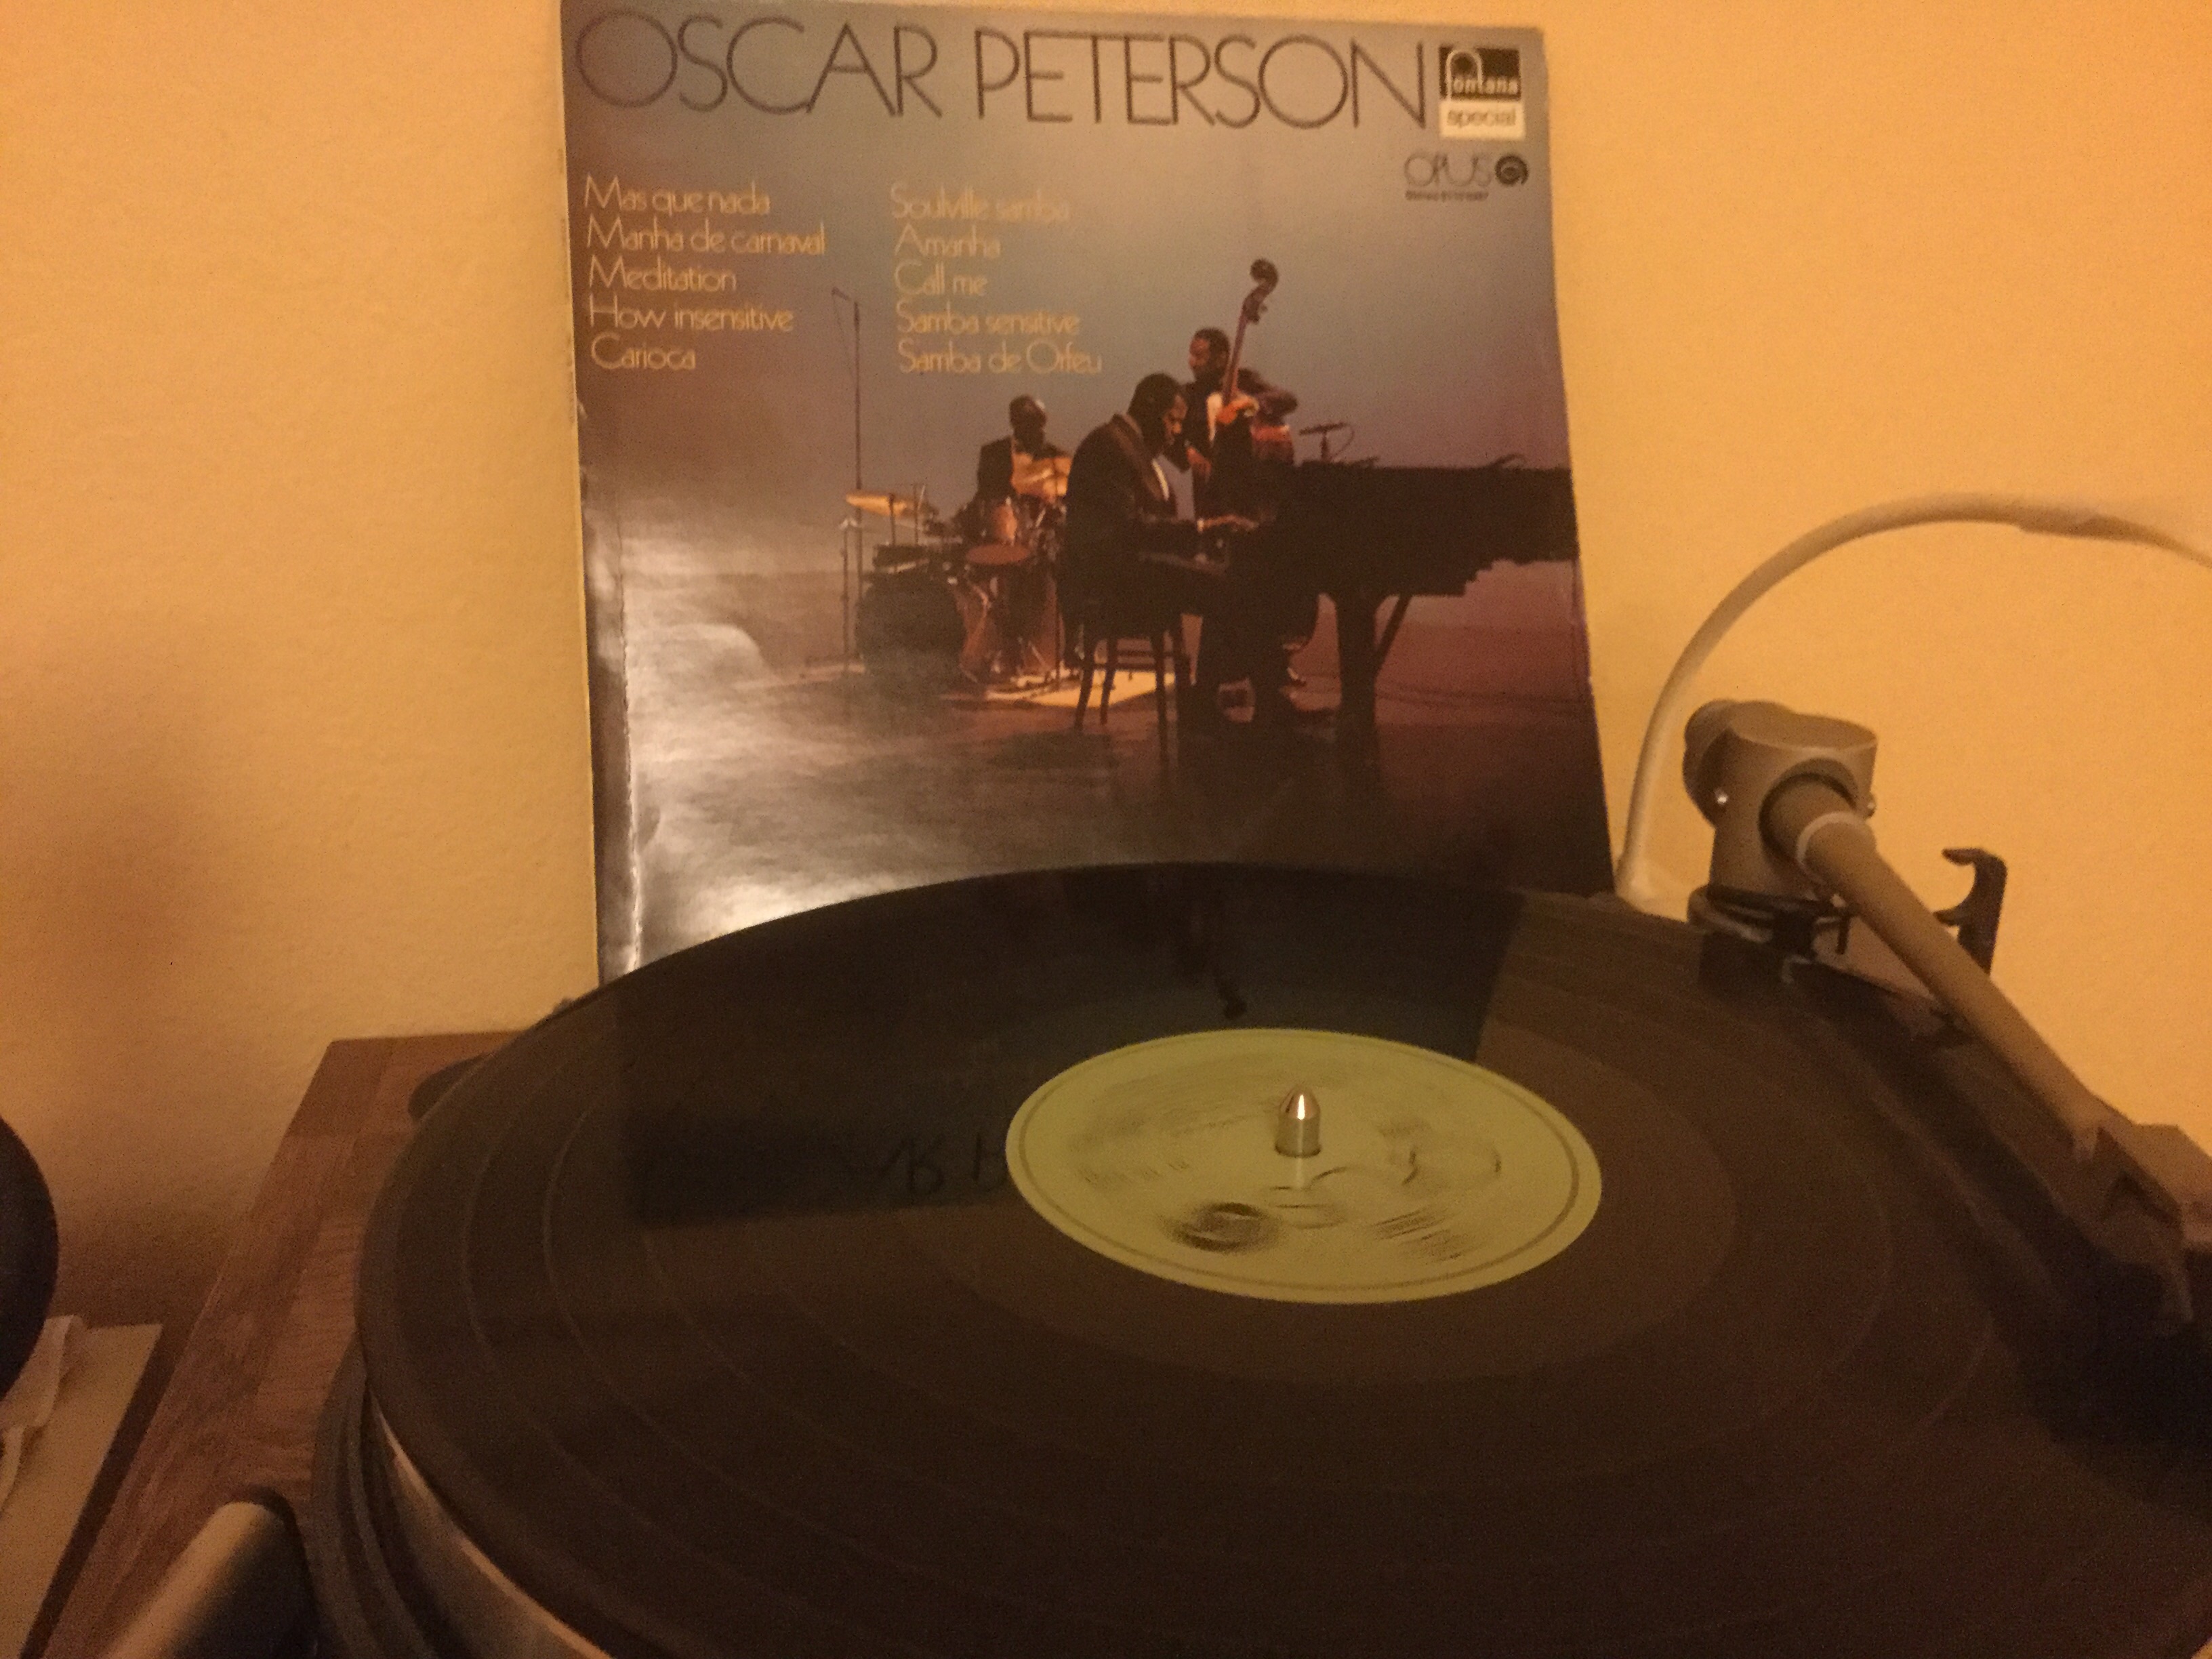 OSCAR PETERSON
fontana
special
OPUS
Mas que nada
Manha de carnaval
Meditation
How insensitive
Carioca
Soulville samba
Amanha
Call me
Samba sensitive
Samba de Orfeu